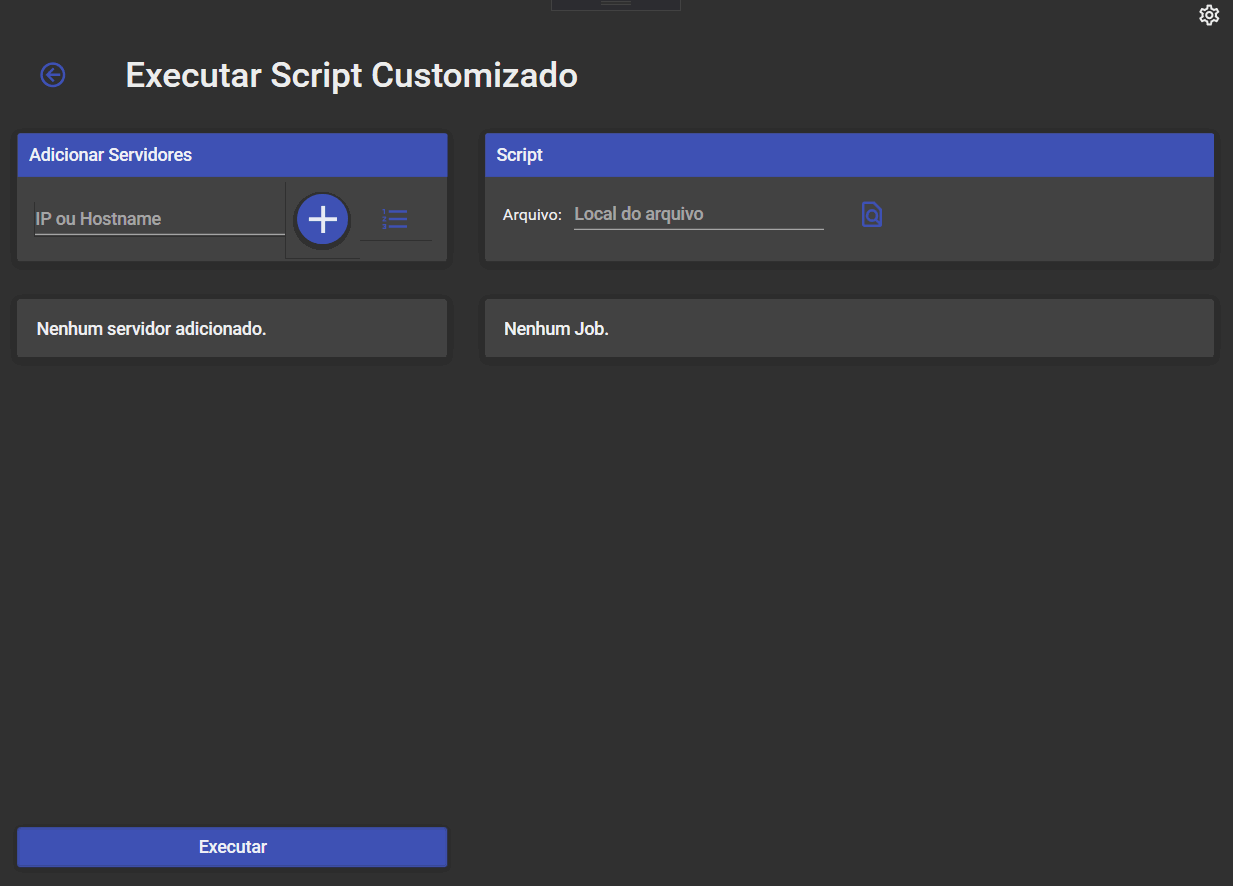 Executar Script Customizado
Adicionar Servidores
IP ou Hostname
Script
Arquivo: Local do arquivo
Nenhum servidor adicionado.
Nenhum Job.
Executar